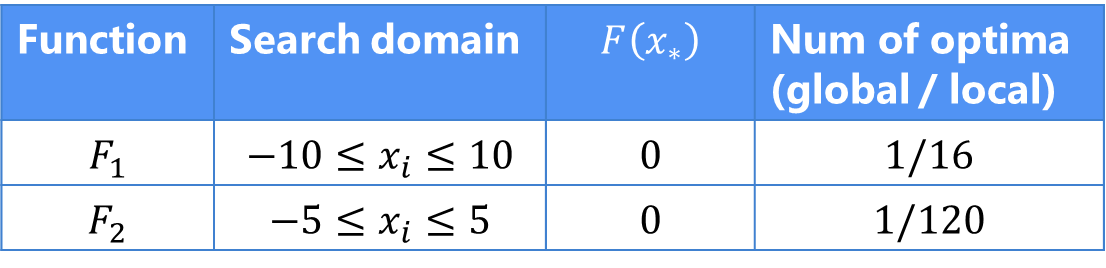 Function Search domain F(x∗) Num of optima
(global / local)
F₁ −10 ≤ xᵢ ≤ 10 0 1/16
F₂ −5 ≤ xᵢ ≤ 5 0 1/120